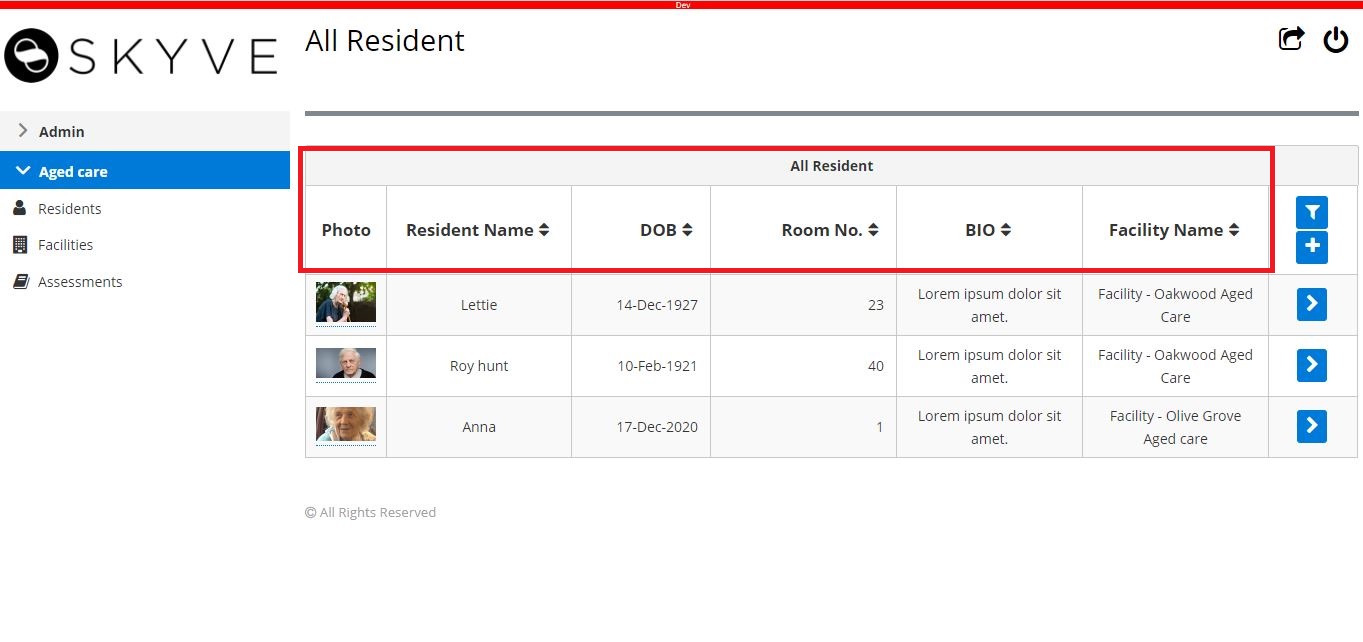 Dev
SKYVE
All Resident
Admin
Aged care
Residents
Facilities
Assessments
All Resident
Photo Resident Name DOB Room No. BIO Facility Name
Lettie 14-Dec-1927 23 Lorem ipsum dolor sit amet. Facility - Oakwood Aged Care
Roy hunt 10-Feb-1921 40 Lorem ipsum dolor sit amet. Facility - Oakwood Aged Care
Anna 17-Dec-2020 1 Lorem ipsum dolor sit amet. Facility - Olive Grove Aged care
© All Rights Reserved